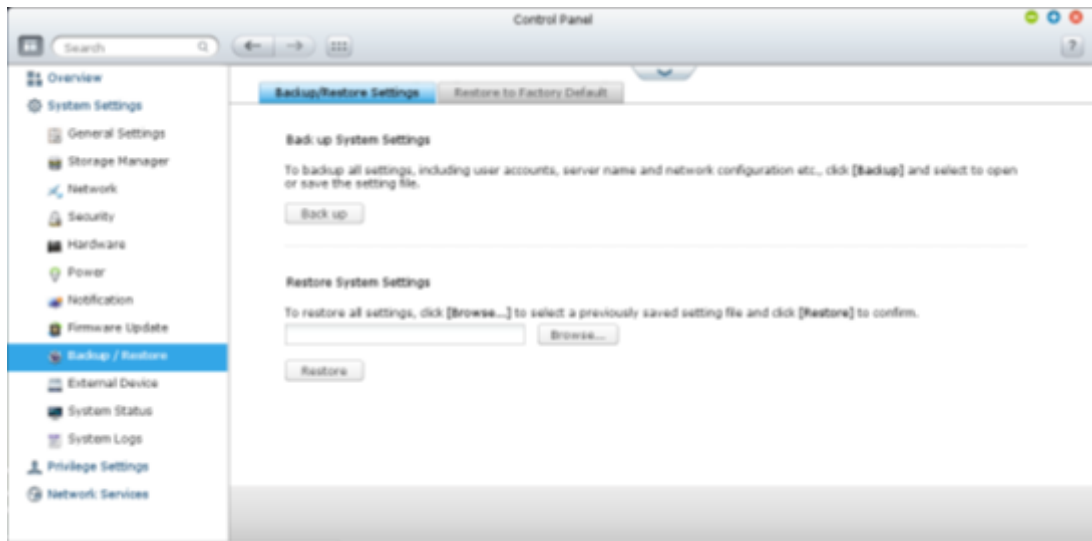 Control Panel
Search
?
Overview
System Settings
General Settings
Storage Manager
Network
Security
Hardware
Power
Notification
Firmware Update
Backup / Restore
External Device
System Status
System Logs
Privilege Settings
Network Services
Backup/Restore Settings
Restore to Factory Default
Back up System Settings
To backup all settings, including user accounts, server name and network configuration etc., click [Backup] and select to open
or save the setting file.
Back up
Restore System Settings
To restore all settings, click [Browse...] to select a previously saved setting file and click [Restore] to confirm.
Browse...
Restore